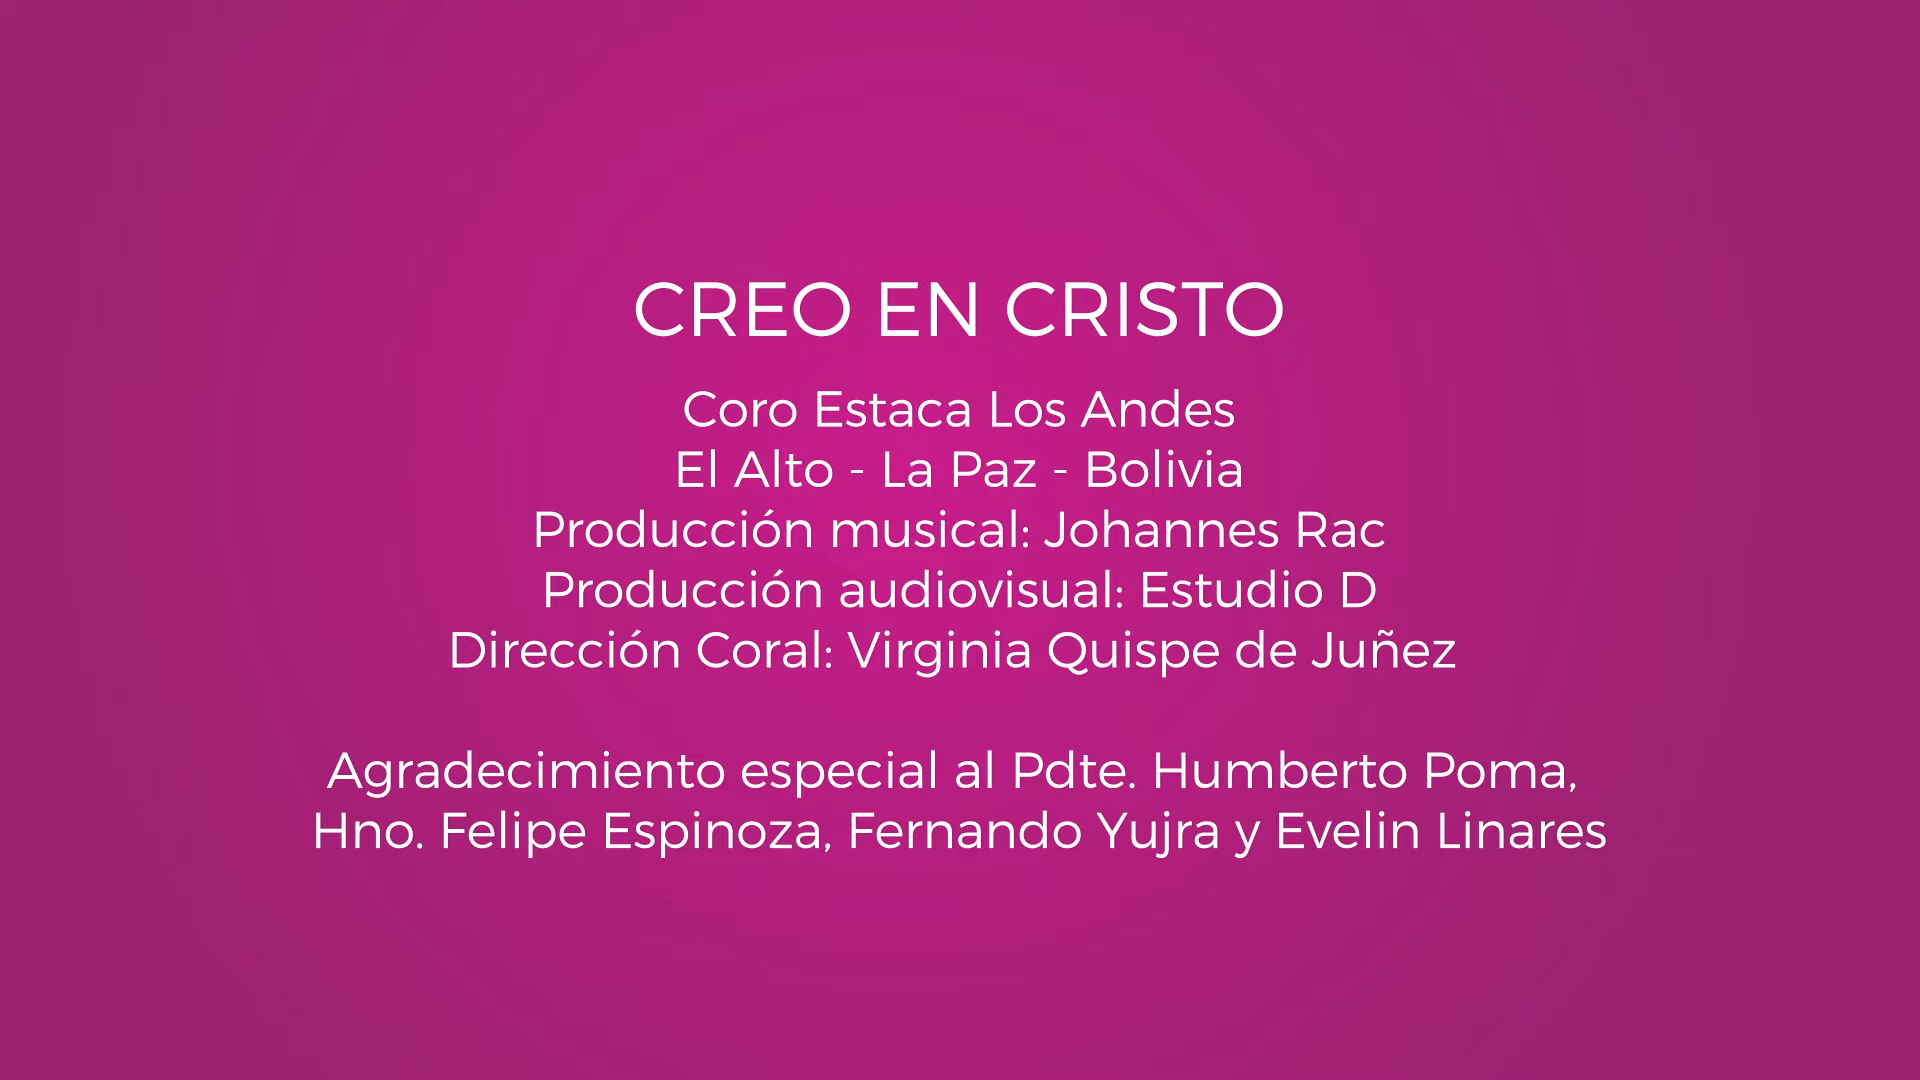 CREO EN CRISTO
Coro Estaca Los Andes
El Alto - La Paz - Bolivia
Producción musical: Johannes Rac
Producción audiovisual: Estudio D
Dirección Coral: Virginia Quispe de Juñez
Agradecimiento especial al Pdte. Humberto Poma,
Hno. Felipe Espinoza, Fernando Yujra y Evelin Linares